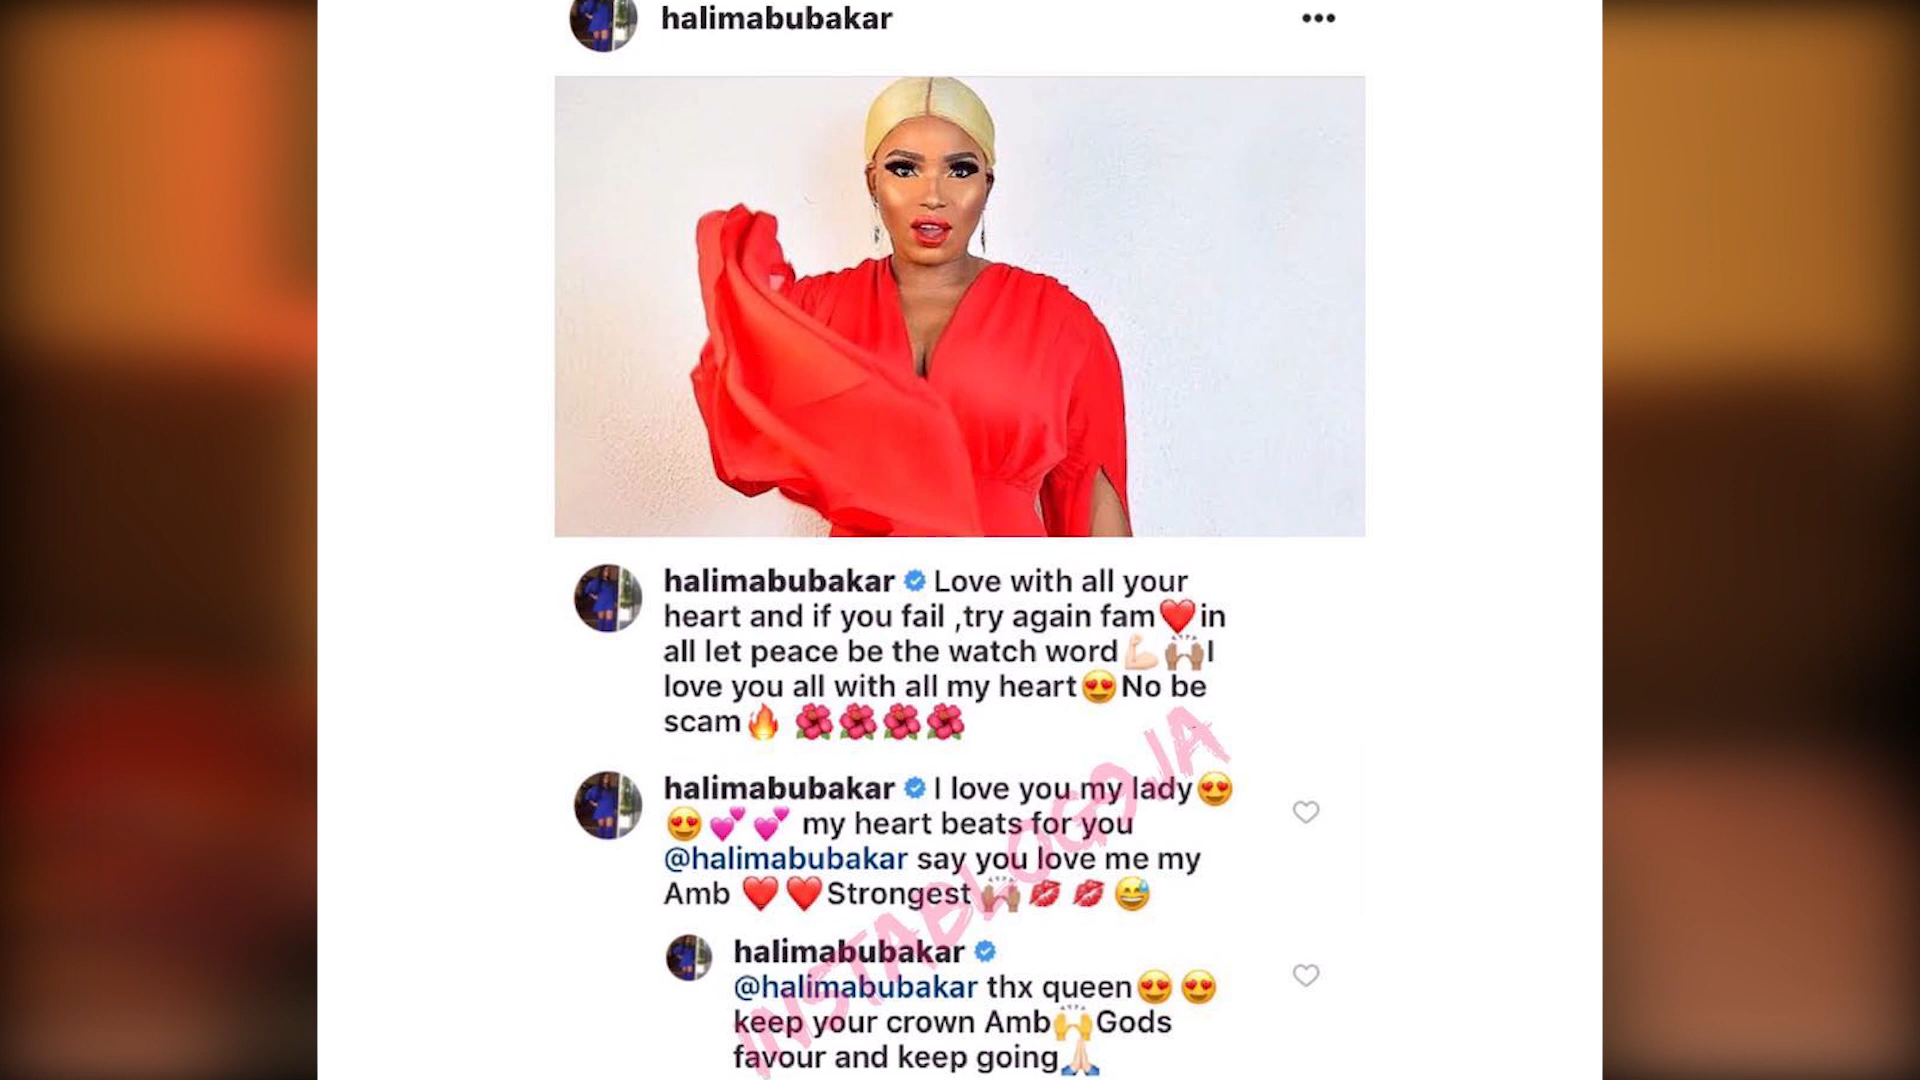 halimabubakar
halimabubakar Love with all your
heart and if you fail ,try again fam❤️in
all let peace be the watch word💪🏻🙌🏽I
love you all with all my heart😍No be
scam🔥 🌺🌺🌺🌺
halimabubakar I love you my lady😍
😍💕💕 my heart beats for you
@halimabubakar say you love me my
Amb ❤️❤️Strongest🙌🏽💋💋😅
halimabubakar
@halimabubakar thx queen😍😍
keep your crown Amb🙌Gods
favour and keep going🙏🏻
INSTABLOG9JA